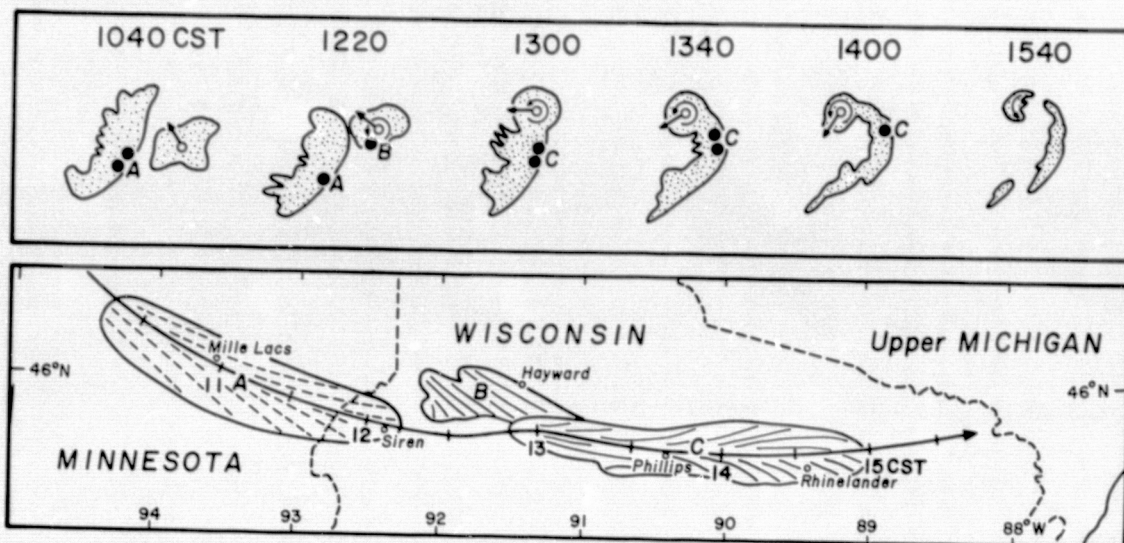 1040 CST 1220 1300 1340 1400 1540
A
A B
C
C
C
WISCONSIN
Upper MICHIGAN
Mille Lacs
46°N
11 A
B
Hayward
46°N
12 Siren
13
C
Phillips
14
15 CST
Rhinelander
MINNESOTA
94 93 92 91 90 89 88°W